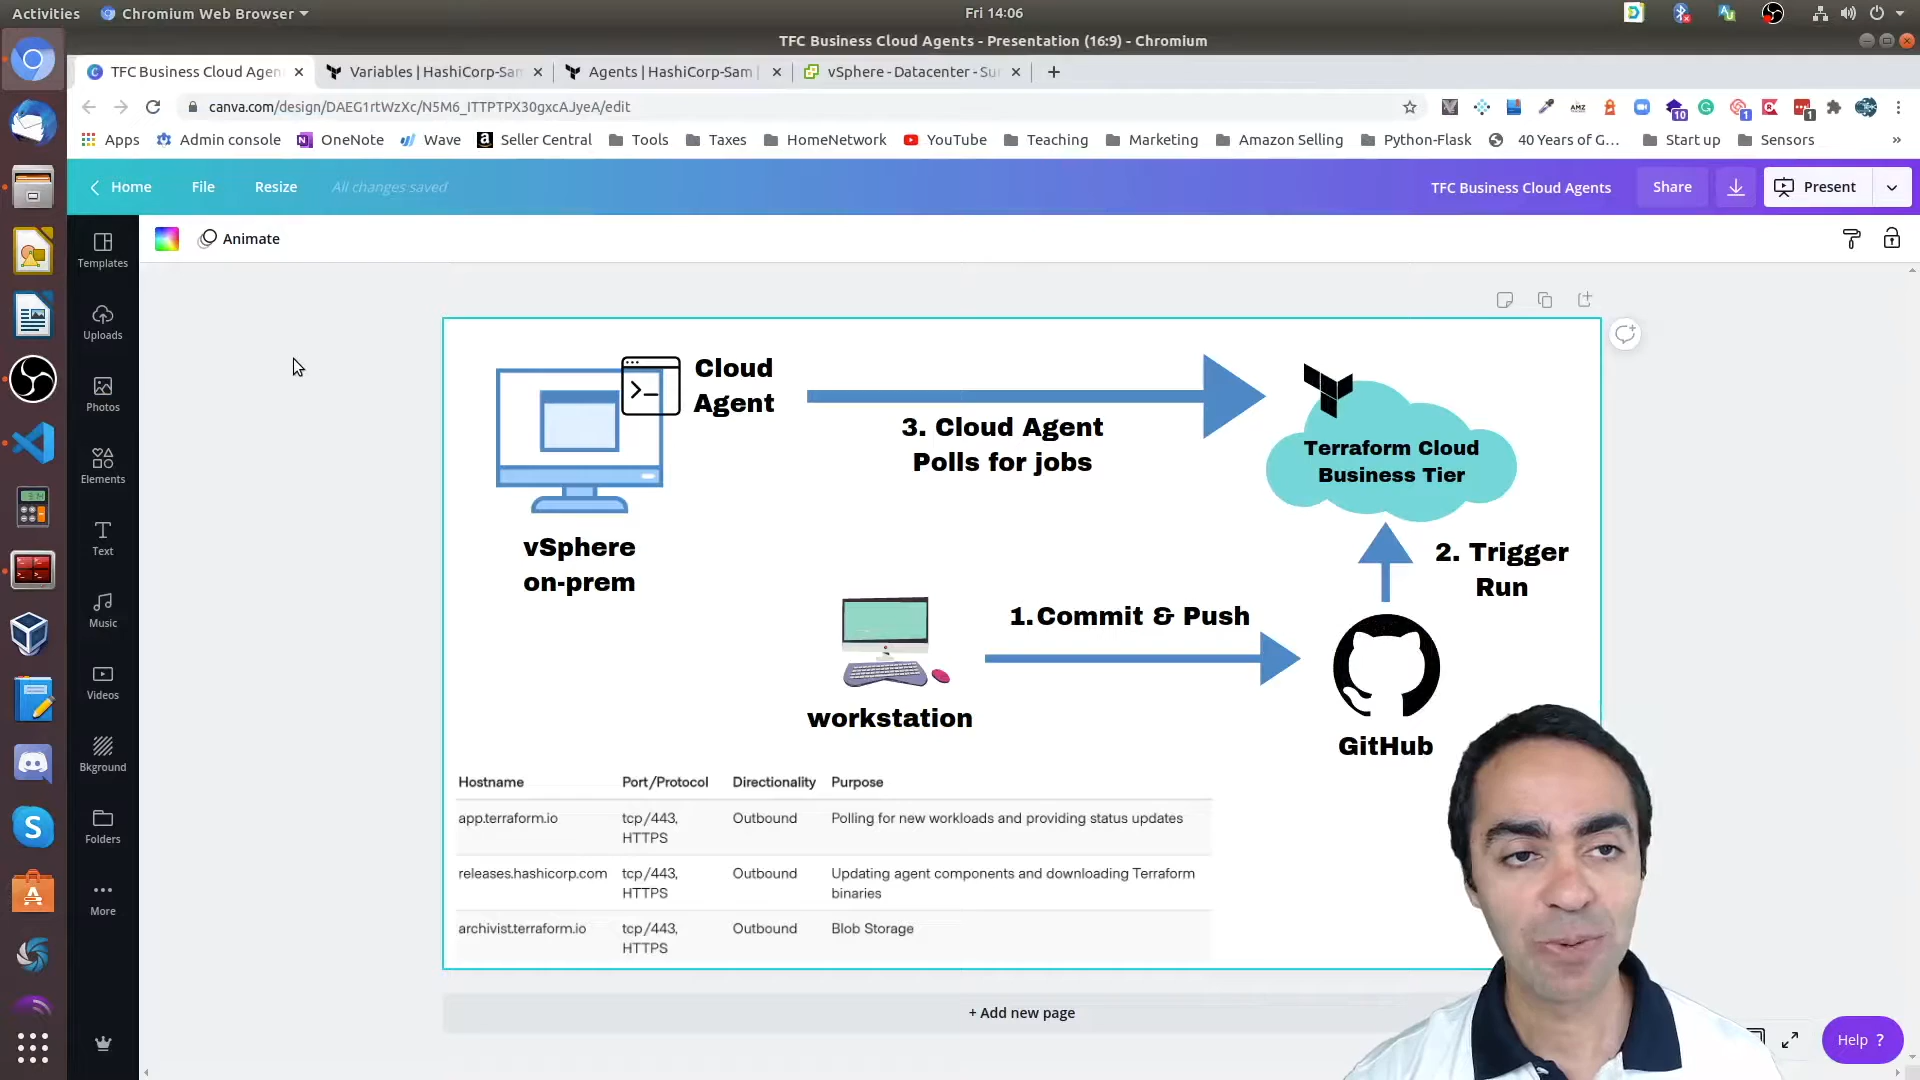 Activities
Chromium Web Browser
Fri 14:06
TFC Business Cloud Agents - Presentation (16:9) - Chromium
TFC Business Cloud Agen
Variables | HashiCorp-Sam
Agents | HashiCorp-Sam |
vSphere - Datacenter - Su
canva.com/design/DAEG1rtWzXc/N5M6_ITTPTPX30gxcAJyeA/edit
Apps
Admin console
OneNote
Wave
Seller Central
Tools
Taxes
HomeNetwork
YouTube
Teaching
Marketing
Amazon Selling
Python-Flask
40 Years of G...
Start up
Sensors
Home
File
Resize
All changes saved
TFC Business Cloud Agents
Share
Present
Animate
Templates
Uploads
Photos
Elements
Text
Music
Videos
Bkground
Folders
More
Cloud
Agent
3. Cloud Agent
Polls for jobs
Terraform Cloud
Business Tier
vSphere
on-prem
2. Trigger
Run
1.Commit & Push
workstation
GitHub
Hostname Port/Protocol Directionality Purpose
app.terraform.io tcp/443, HTTPS Outbound Polling for new workloads and providing status updates
releases.hashicorp.com tcp/443, HTTPS Outbound Updating agent components and downloading Terraform binaries
archivist.terraform.io tcp/443, HTTPS Outbound Blob Storage
+ Add new page
Help ?